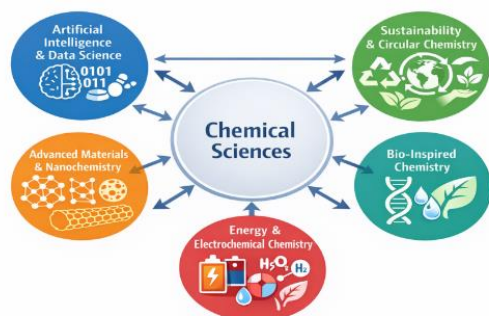 Artificial
Intelligence
& Data Science
0101
011
Sustainability
& Circular Chemistry
Chemical
Sciences
Advanced Materials
& Nanochemistry
Bio-Inspired
Chemistry
Energy &
Electrochemical Chemistry
H₂